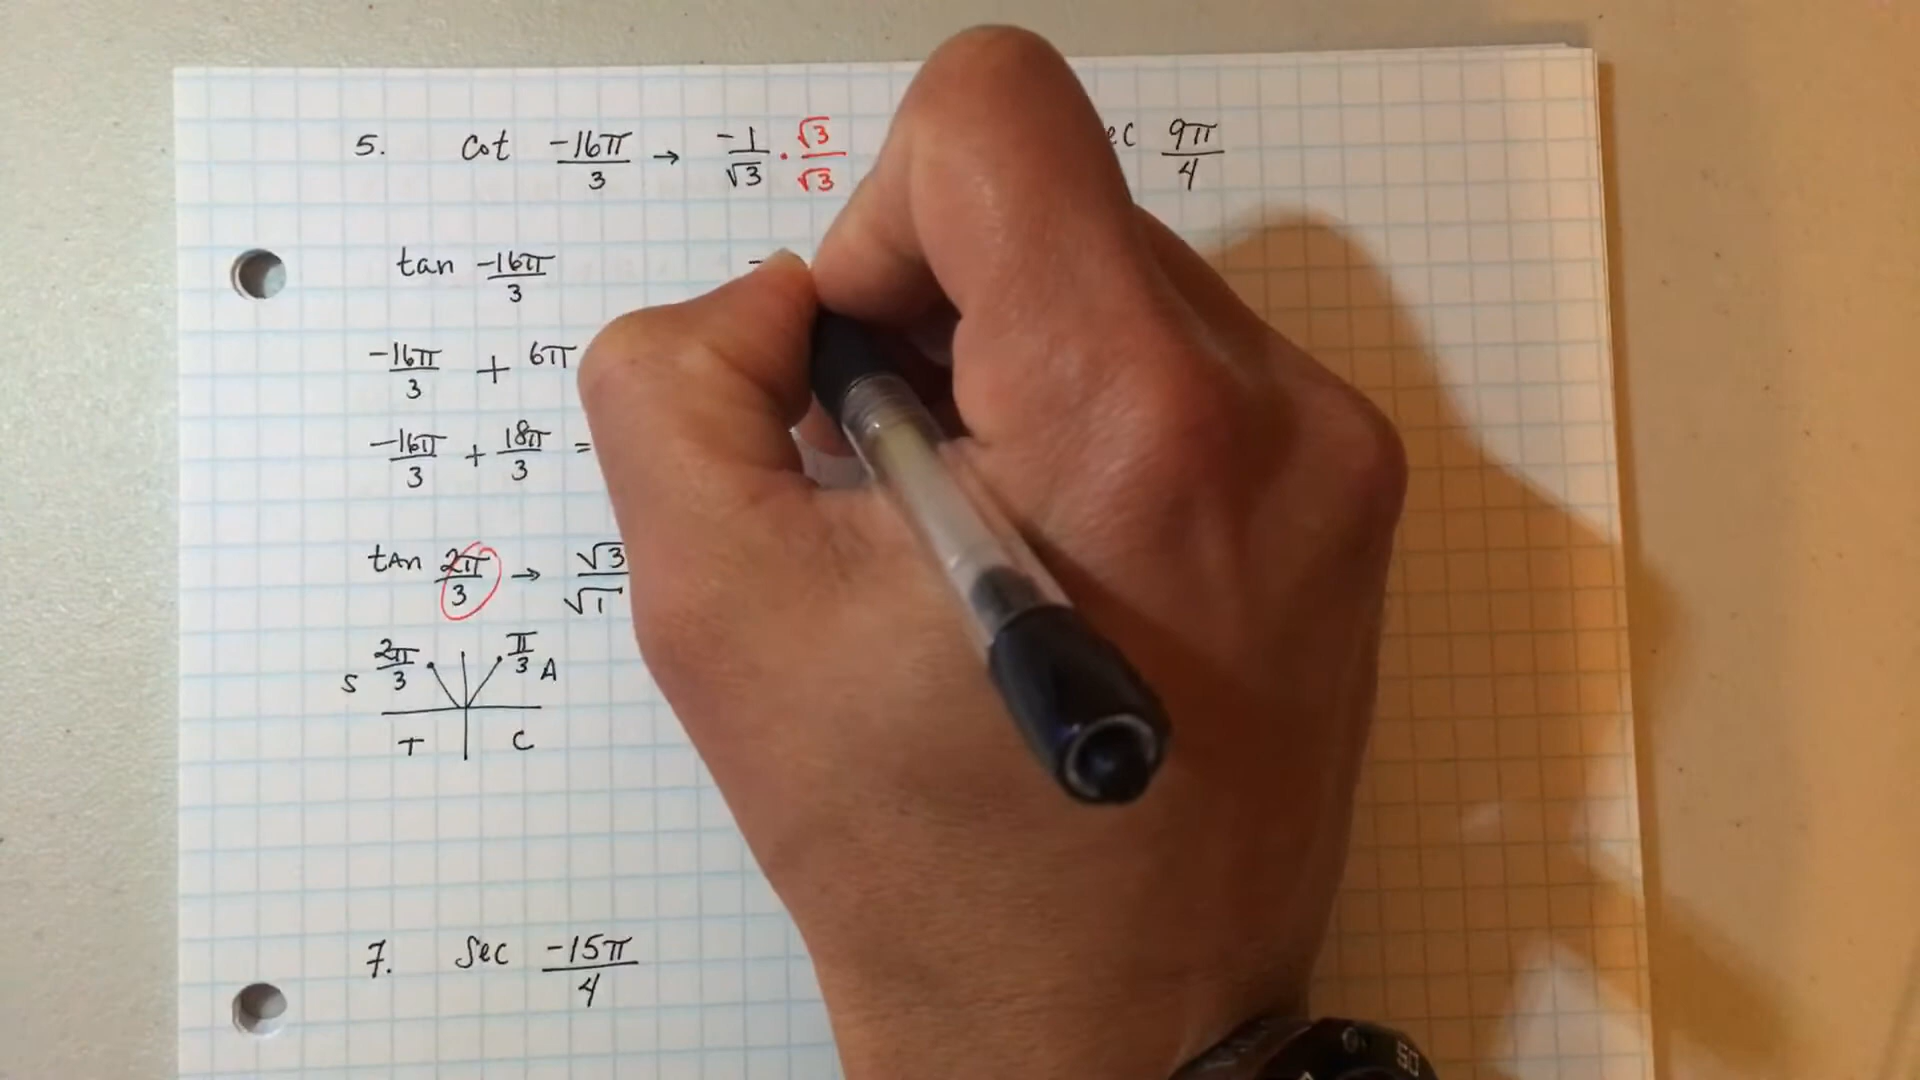 5. cot -16π/3 → -1/√3 · √3/√3
ec 9π/4
tan -16π/3 -
-16π/3 + 6π
-16π/3 + 18π/3 =
tAn 2π/3 → √3/√1
2π/3 π/3
S A
T C
7. Sec -15π/4
50